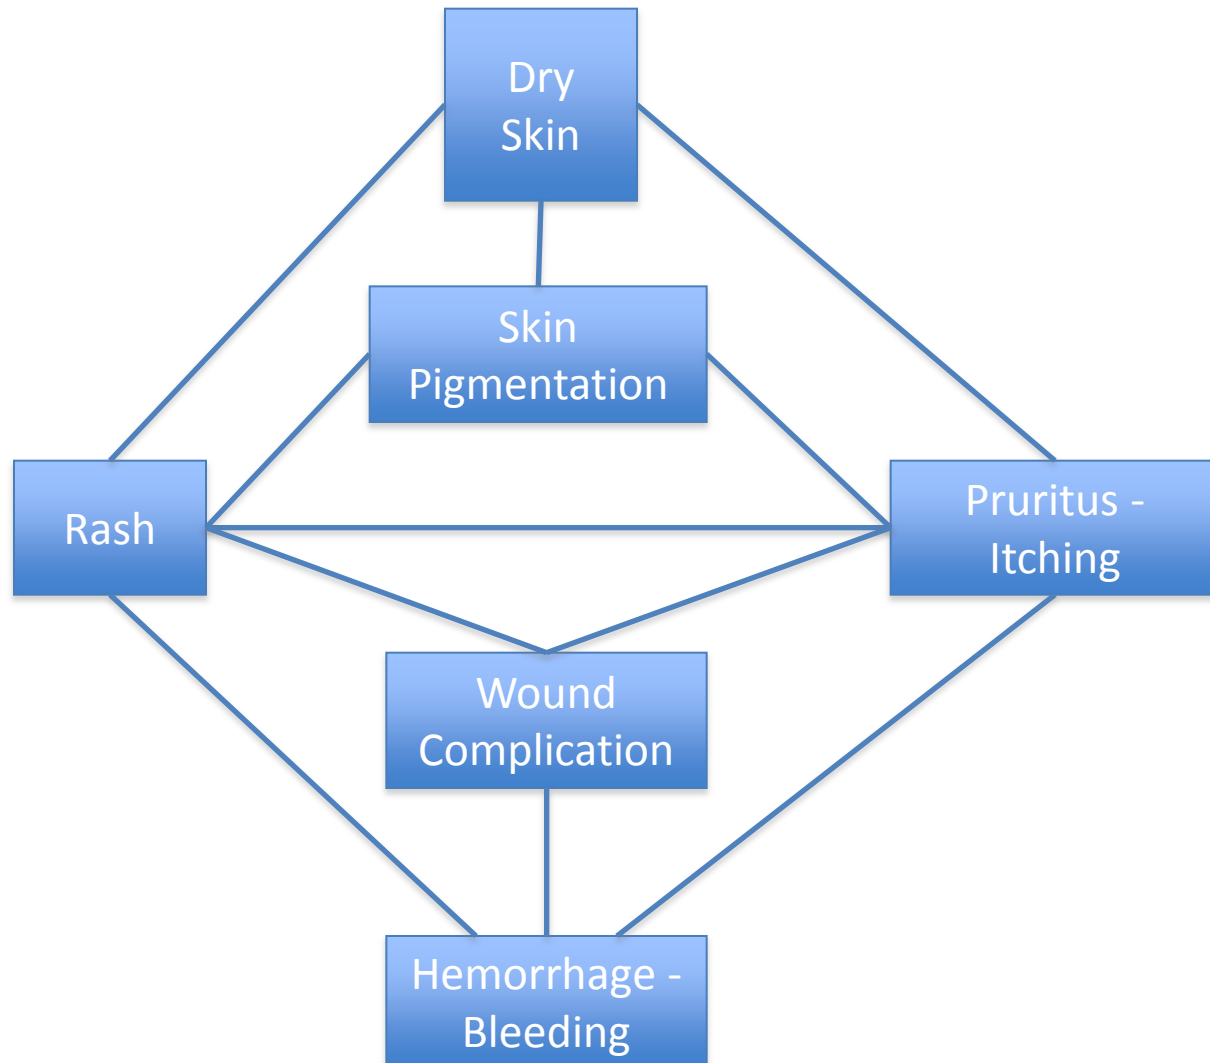 Dry
Skin
Skin
Pigmentation
Rash
Pruritus -
Itching
Wound
Complication
Hemorrhage -
Bleeding